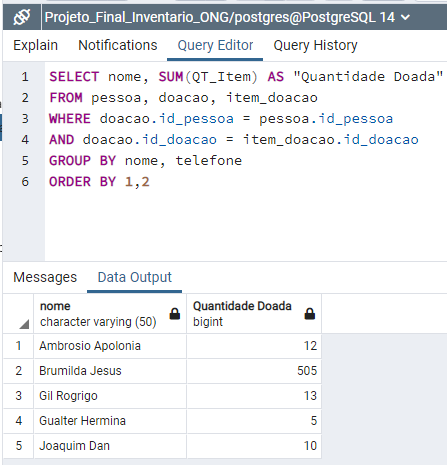 Projeto_Final_Inventario_ONG/postgres@PostgreSQL 14
Explain Notifications Query Editor Query History
1 SELECT nome, SUM(QT_Item) AS "Quantidade Doada"
2 FROM pessoa, doacao, item_doacao
3 WHERE doacao.id_pessoa = pessoa.id_pessoa
4 AND doacao.id_doacao = item_doacao.id_doacao
5 GROUP BY nome, telefone
6 ORDER BY 1,2
Messages Data Output
nome Quantidade Doada
character varying (50) bigint
1 Ambrosio Apolonia 12
2 Brumilda Jesus 505
3 Gil Rogrigo 13
4 Gualter Hermina 5
5 Joaquim Dan 10